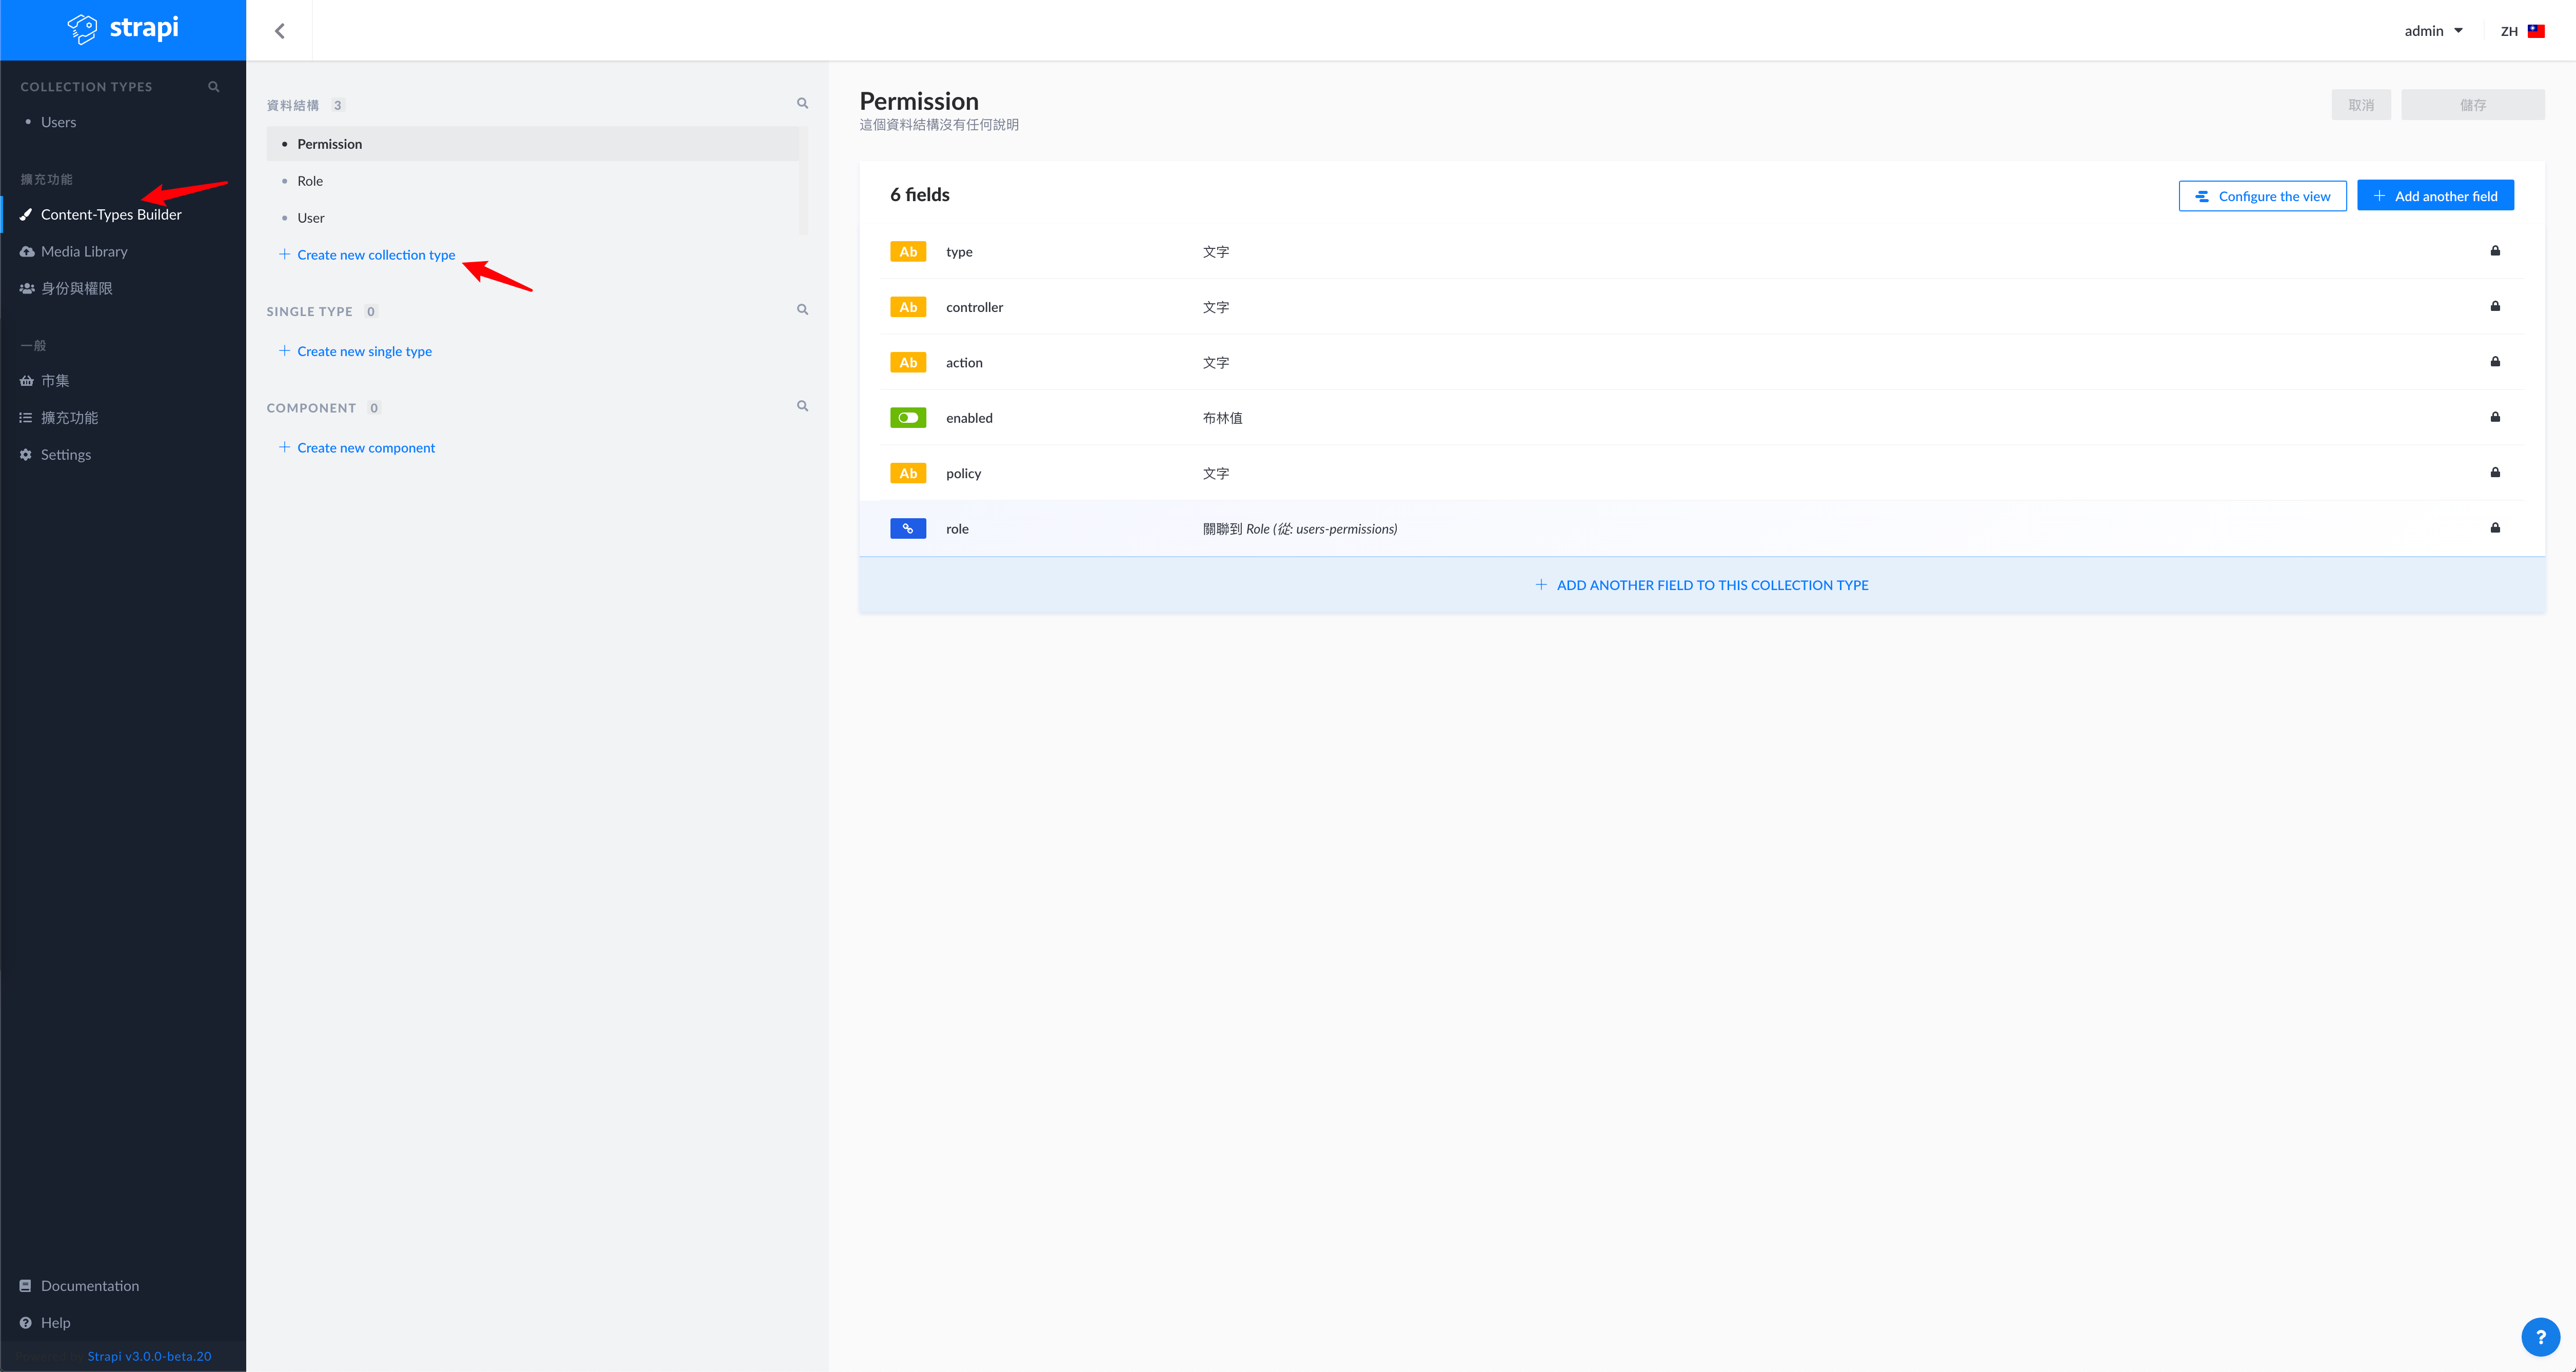 strapi
admin
ZH
COLLECTION TYPES
Users
擴充功能
Content-Types Builder
Media Library
身份與權限
一般
市集
擴充功能
Settings
Documentation
Help
Strapi v3.0.0-beta.20
資料結構 3
Permission
Role
User
Create new collection type
SINGLE TYPE 0
Create new single type
COMPONENT 0
Create new component
Permission
這個資料結構沒有任何說明
取消
儲存
6 fields
Configure the view
Add another field
Ab type 文字
Ab controller 文字
Ab action 文字
enabled 布林值
Ab policy 文字
role 關聯到 Role (從: users-permissions)
ADD ANOTHER FIELD TO THIS COLLECTION TYPE
?